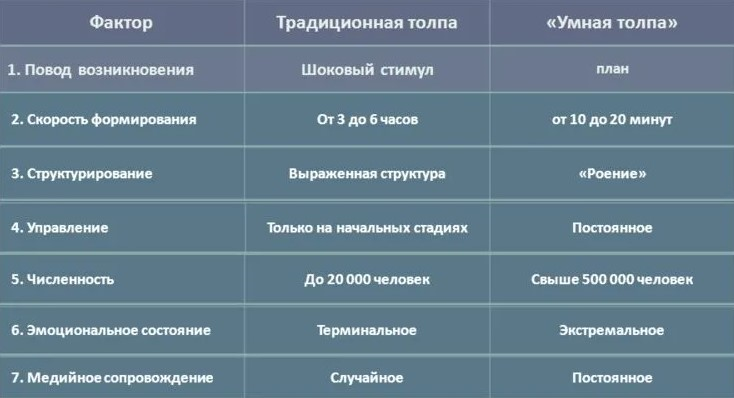 Фактор Традиционная толпа «Умная толпа»
1. Повод возникновения Шоковый стимул план
2. Скорость формирования От 3 до 6 часов от 10 до 20 минут
3. Структурирование Выраженная структура «Роение»
4. Управление Только на начальных стадиях Постоянное
5. Численность До 20 000 человек Свыше 500 000 человек
6. Эмоциональное состояние Терминальное Экстремальное
7. Медийное сопровождение Случайное Постоянное